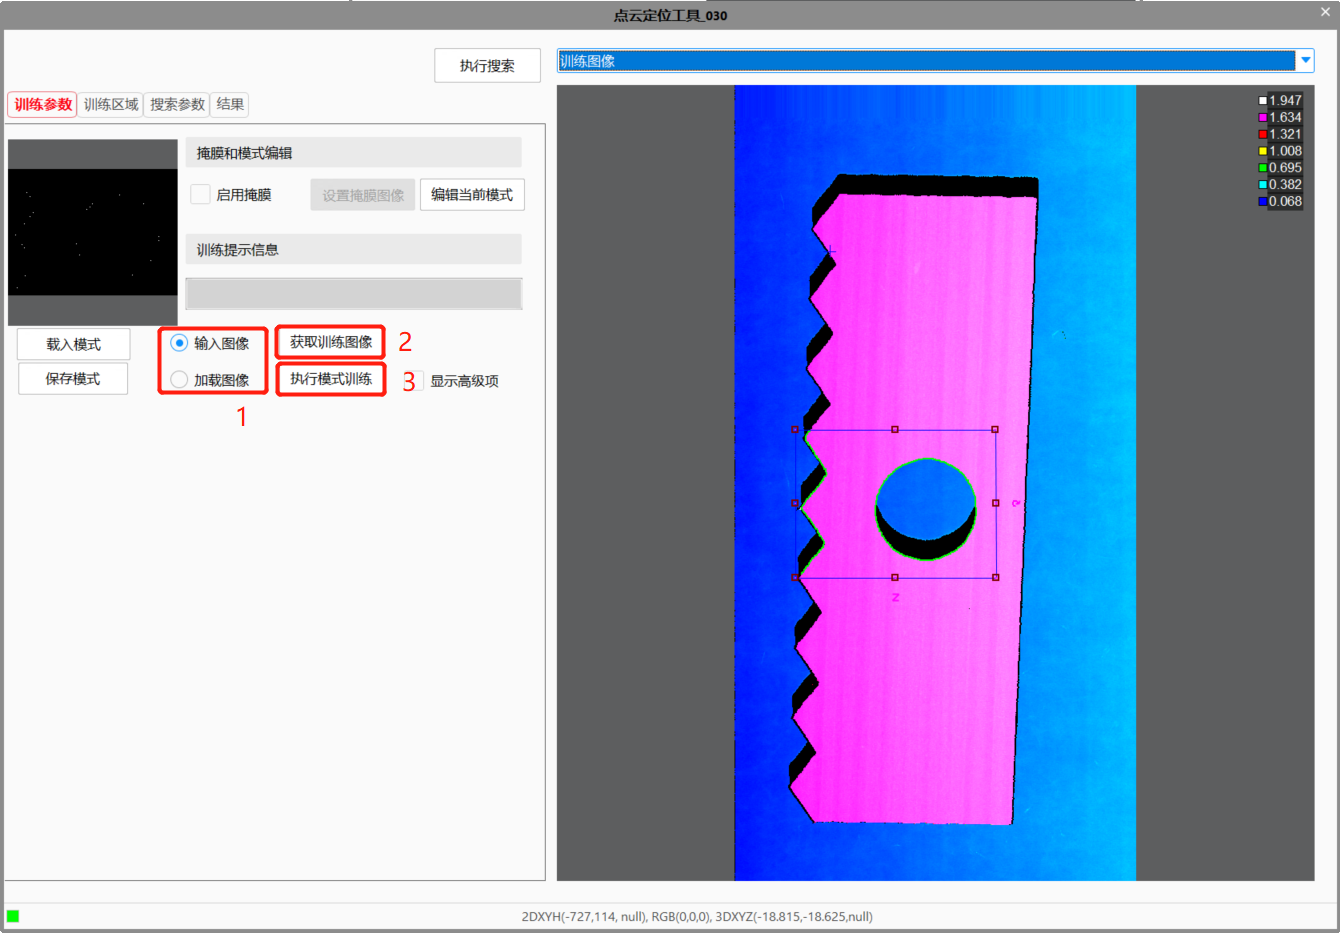 点云定位工具_030
执行搜索
训练图像
训练参数 训练区域 搜索参数 结果
掩膜和模式编辑
启用掩膜 设置掩膜图像 编辑当前模式
训练提示信息
载入模式 输入图像 获取训练图像 2
保存模式 加载图像 执行模式训练 3 显示高级项
1
1.947
1.634
1.321
1.008
0.695
0.382
0.068
2DXYH(-727,114, null), RGB(0,0,0), 3DXYZ(-18.815,-18.625,null)